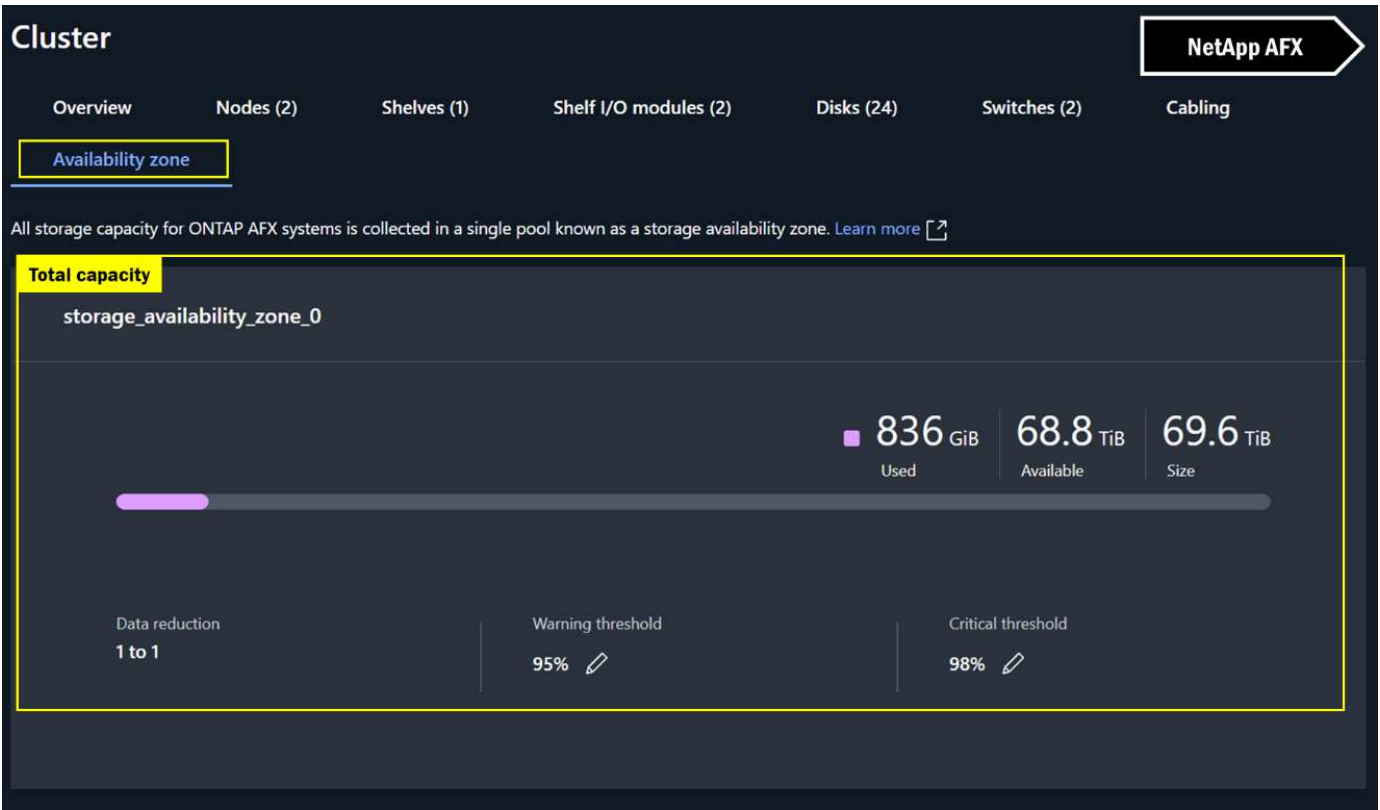 Cluster
NetApp AFX
Overview Nodes (2) Shelves (1) Shelf I/O modules (2) Disks (24) Switches (2) Cabling
Availability zone
All storage capacity for ONTAP AFX systems is collected in a single pool known as a storage availability zone. Learn more
Total capacity
storage_availability_zone_0
836 GiB 68.8 TiB 69.6 TiB
Used Available Size
Data reduction Warning threshold Critical threshold
1 to 1 95% 98%